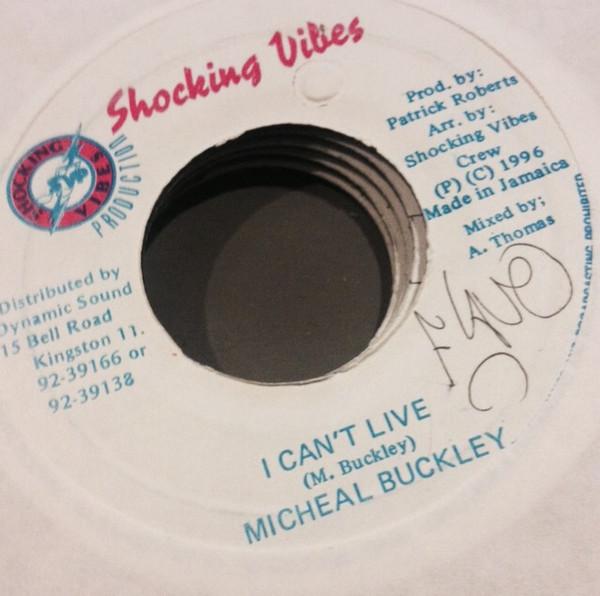 Shocking Vibes
SHOCKING VIBES
PRODUCTION
Prod. by:
Patrick Roberts
Arr. by:
Shocking Vibes
Crew
(P) (C) 1996
Made in Jamaica
Mixed by;
A. Thomas
Distributed by
Dynamic Sound
15 Bell Road
Kingston 11.
92-39166 or
92-39138
BROADCASTING PROHIBITED
I CAN'T LIVE
(M. Buckley)
MICHEAL BUCKLEY